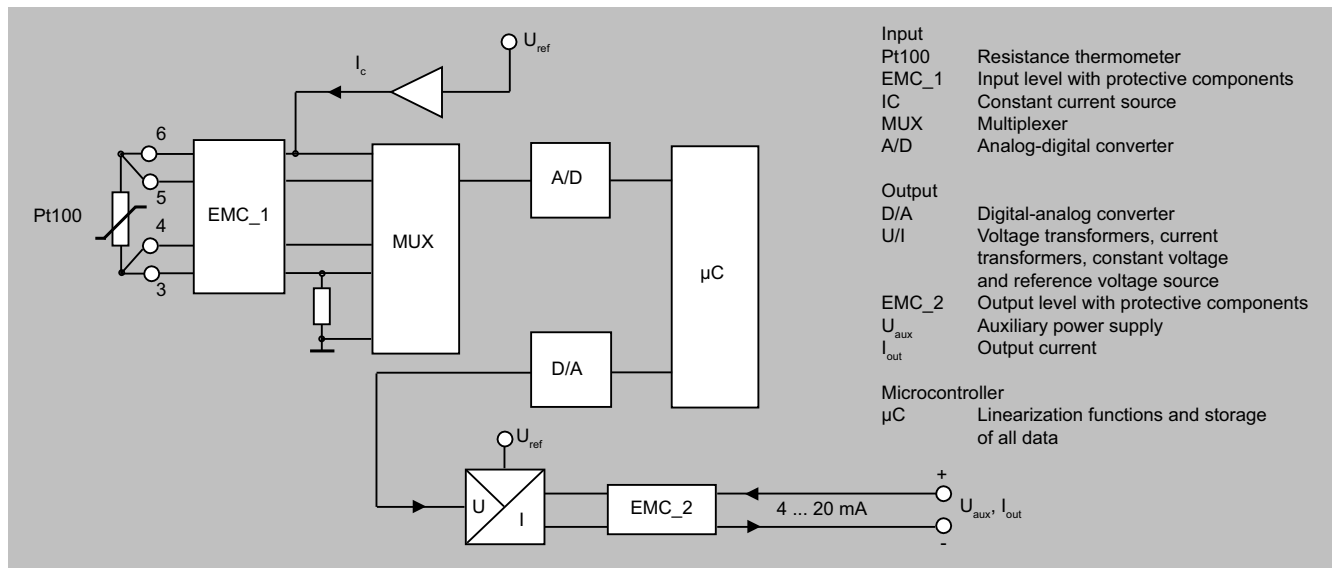 U_ref
I_c
6
5
4
3
Pt100
EMC_1
MUX
A/D
µC
D/A
U_ref
U
I
EMC_2
4 ... 20 mA
+
-
U_aux, I_out
Input
Pt100 Resistance thermometer
EMC_1 Input level with protective components
IC Constant current source
MUX Multiplexer
A/D Analog-digital converter
Output
D/A Digital-analog converter
U/I Voltage transformers, current
transformers, constant voltage
and reference voltage source
EMC_2 Output level with protective components
U_aux Auxiliary power supply
I_out Output current
Microcontroller
µC Linearization functions and storage
of all data